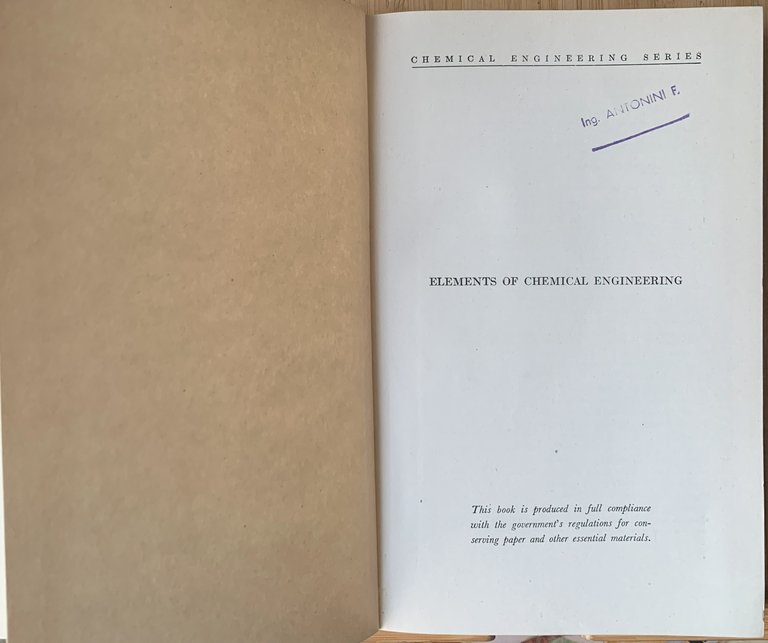 CHEMICAL ENGINEERING SERIES
Ing. ANTONINI F.
ELEMENTS OF CHEMICAL ENGINEERING
This book is produced in full compliance
with the government's regulations for con-
serving paper and other essential materials.